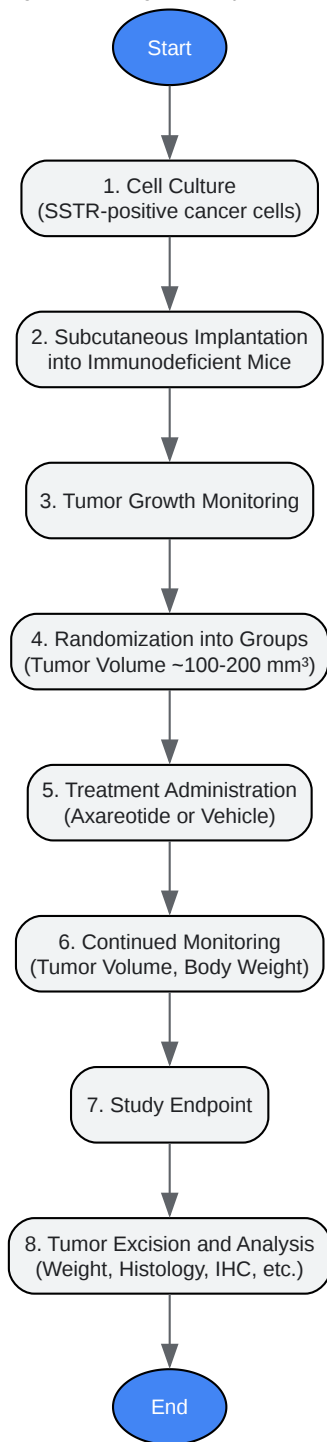 Start
1. Cell Culture
(SSTR-positive cancer cells)
2. Subcutaneous Implantation
into Immunodeficient Mice
3. Tumor Growth Monitoring
4. Randomization into Groups
(Tumor Volume ~100-200 mm³)
5. Treatment Administration
(Axareotide or Vehicle)
6. Continued Monitoring
(Tumor Volume, Body Weight)
7. Study Endpoint
8. Tumor Excision and Analysis
(Weight, Histology, IHC, etc.)
End